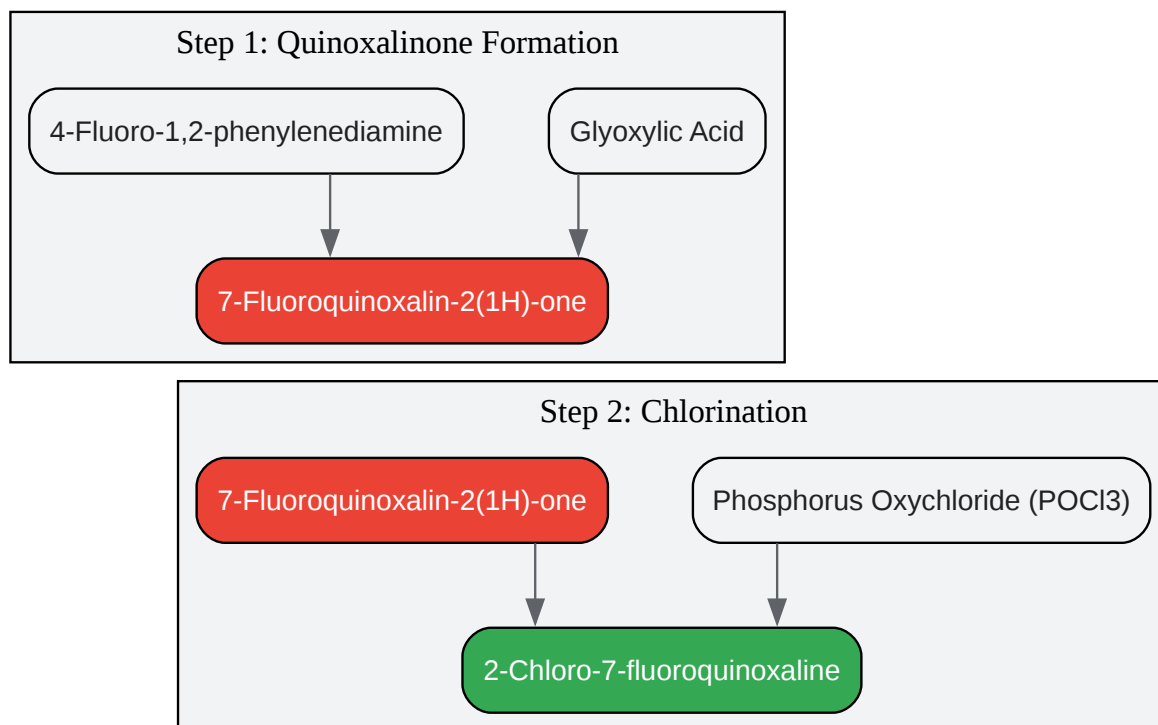 Step 1: Quinoxalinone Formation
4-Fluoro-1,2-phenylenediamine
Glyoxylic Acid
7-Fluoroquinoxalin-2(1H)-one
Step 2: Chlorination
7-Fluoroquinoxalin-2(1H)-one
Phosphorus Oxychloride (POCl3)
2-Chloro-7-fluoroquinoxaline